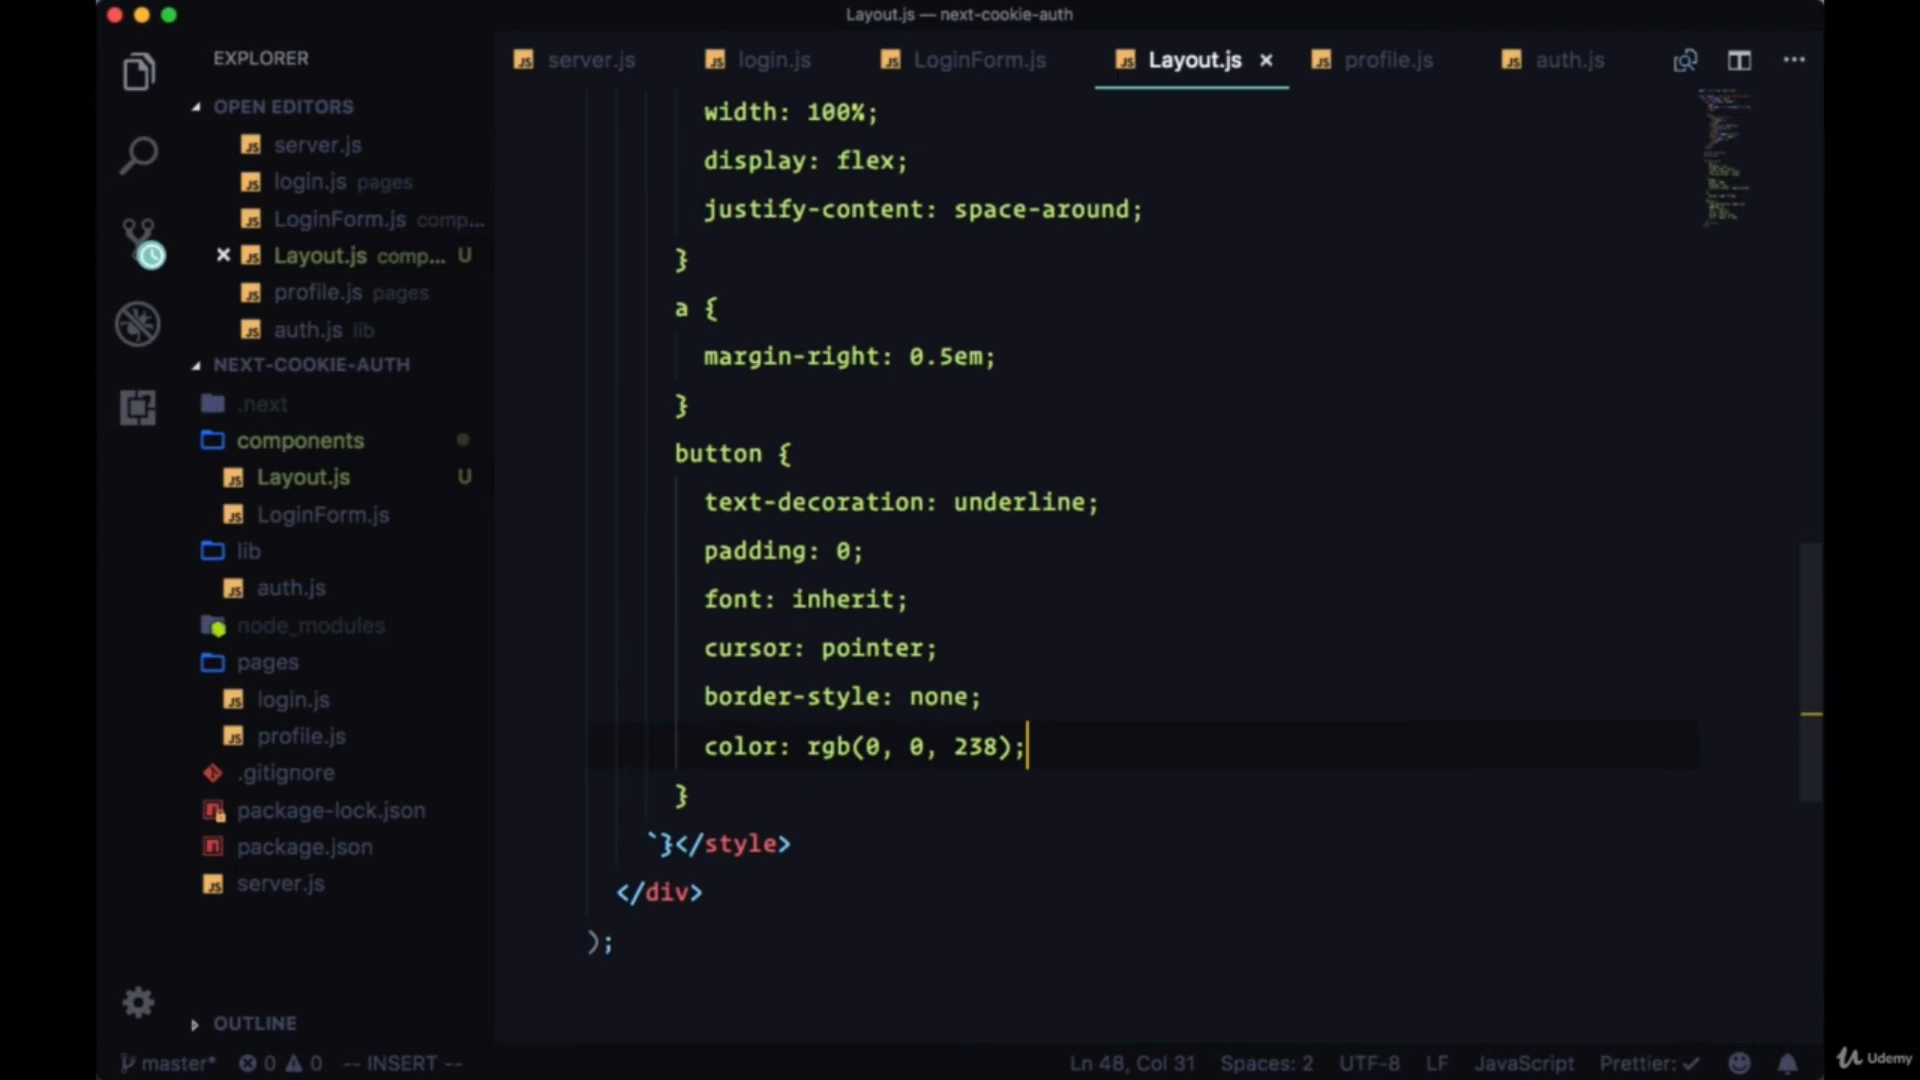 Layout.js — next-cookie-auth
EXPLORER
OPEN EDITORS
server.js
login.js pages
LoginForm.js comp...
Layout.js comp... U
profile.js pages
auth.js lib
NEXT-COOKIE-AUTH
.next
components
Layout.js U
LoginForm.js
lib
auth.js
node_modules
pages
login.js
profile.js
.gitignore
package-lock.json
package.json
server.js
OUTLINE
server.js login.js LoginForm.js Layout.js × profile.js auth.js
width: 100%;
display: flex;
justify-content: space-around;
}
a {
margin-right: 0.5em;
}
button {
text-decoration: underline;
padding: 0;
font: inherit;
cursor: pointer;
border-style: none;
color: rgb(0, 0, 238);
}
`}</style>
</div>
);
master* 0 0 -- INSERT -- Ln 48, Col 31 Spaces: 2 UTF-8 LF JavaScript Prettier: ✓
Udemy